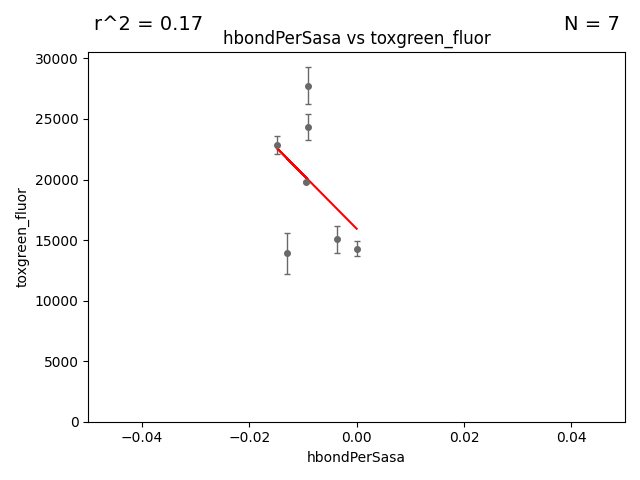 r^2 = 0.17
N = 7
hbondPerSasa vs toxgreen_fluor
30000
25000
20000
15000
10000
5000
0
toxgreen_fluor
−0.04
−0.02
0.00
0.02
0.04
hbondPerSasa